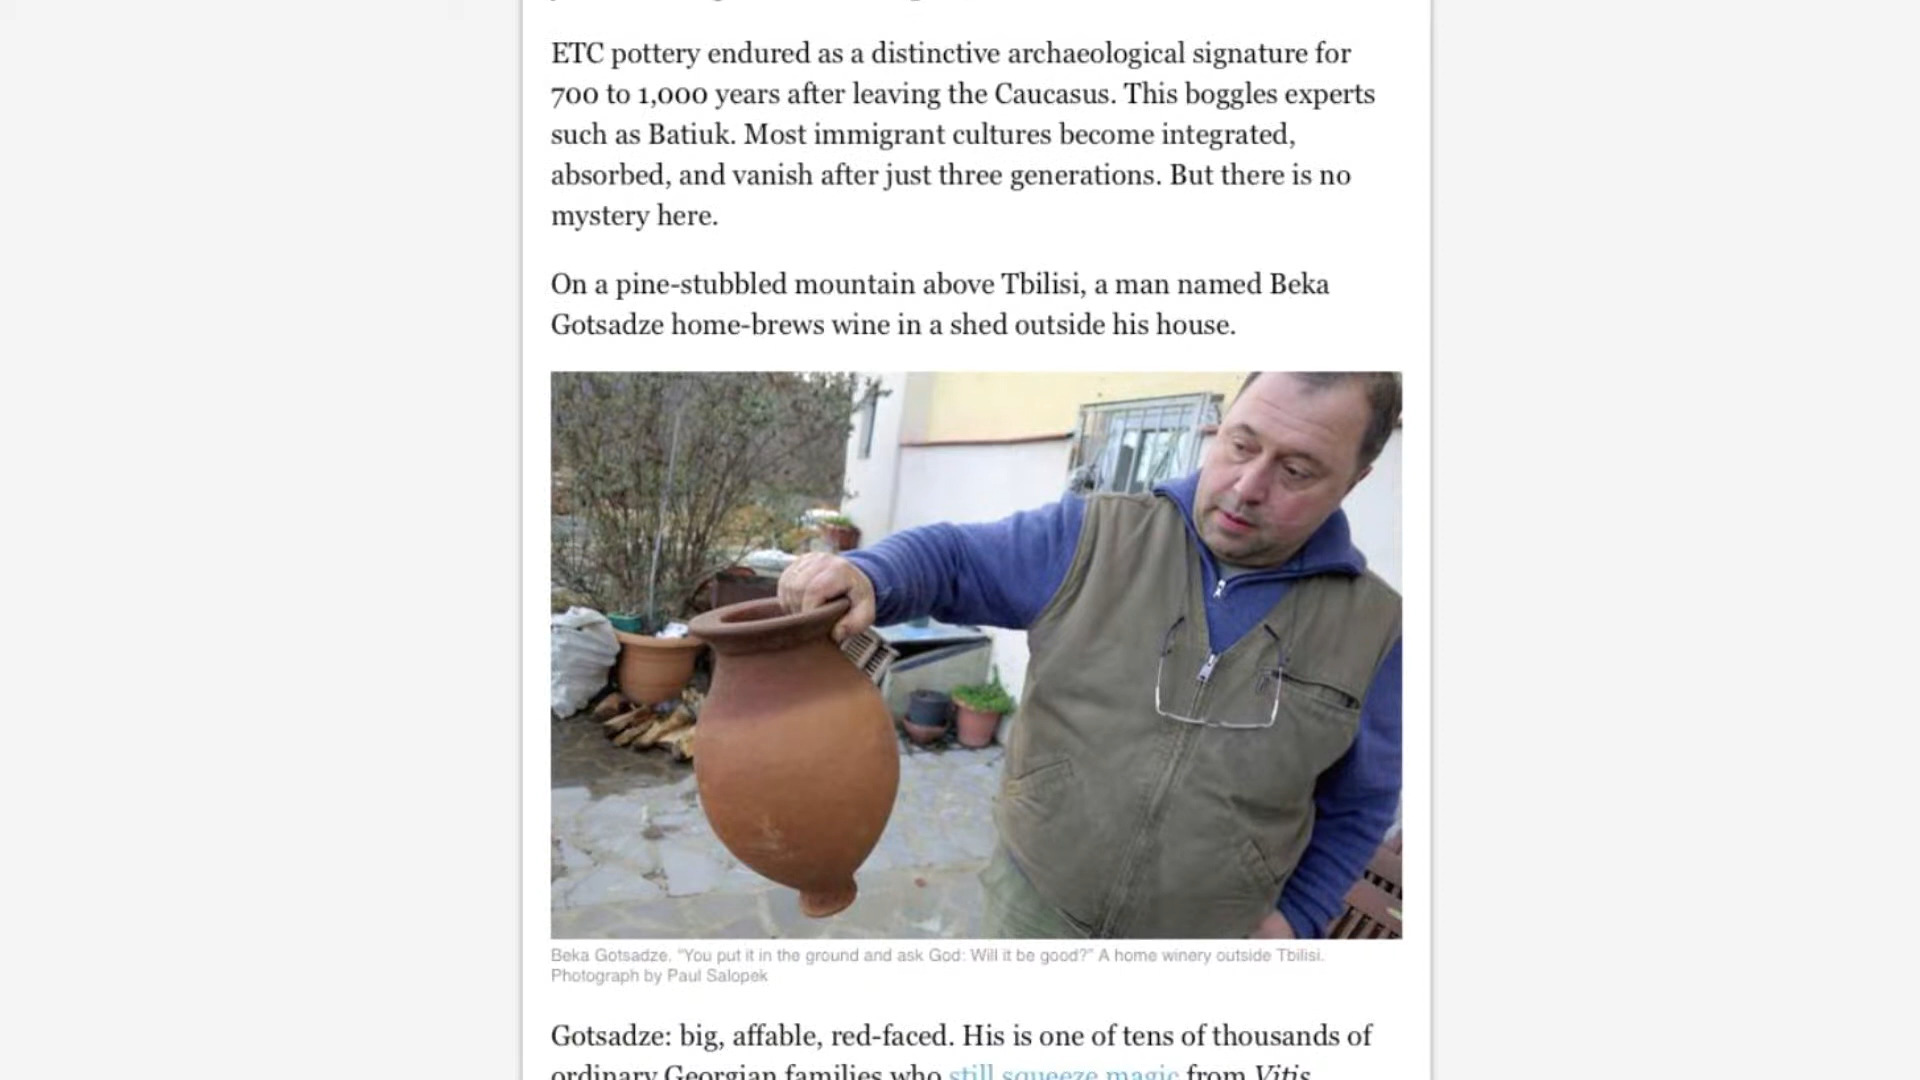 ETC pottery endured as a distinctive archaeological signature for
700 to 1,000 years after leaving the Caucasus. This boggles experts
such as Batiuk. Most immigrant cultures become integrated,
absorbed, and vanish after just three generations. But there is no
mystery here.
On a pine-stubbled mountain above Tbilisi, a man named Beka
Gotsadze home-brews wine in a shed outside his house.
Beka Gotsadze. “You put it in the ground and ask God: Will it be good?” A home winery outside Tbilisi.
Photograph by Paul Salopek
Gotsadze: big, affable, red-faced. His is one of tens of thousands of
ordinary Georgian families who still squeeze magic from Vitis